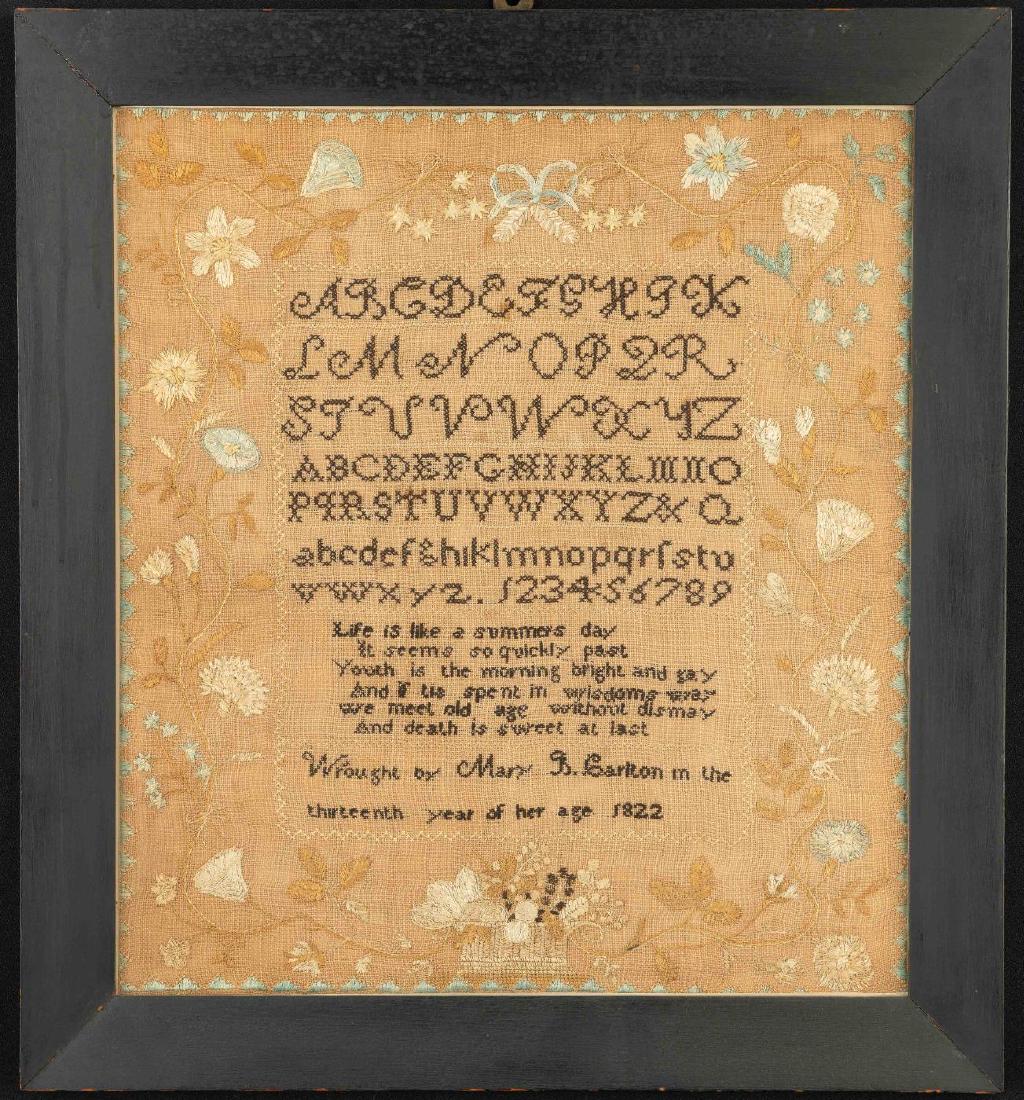 ABCDEFGHIK
LMNOPQR
STUVWXYZ
ABCDEFGHIJKLMNO
PQRSTUVWXYZ& Q
abcdefghiklmnopqrſstu
vwxyz. 123456789
Life is like a summers day
It seems so quickly past
Youth is the morning bright and gay
And if tis spent in wisdoms way
We meet old age without dismay
And death is sweet at last
Wrought by Mary B. Carlton in the
thirteenth year of her age 1822